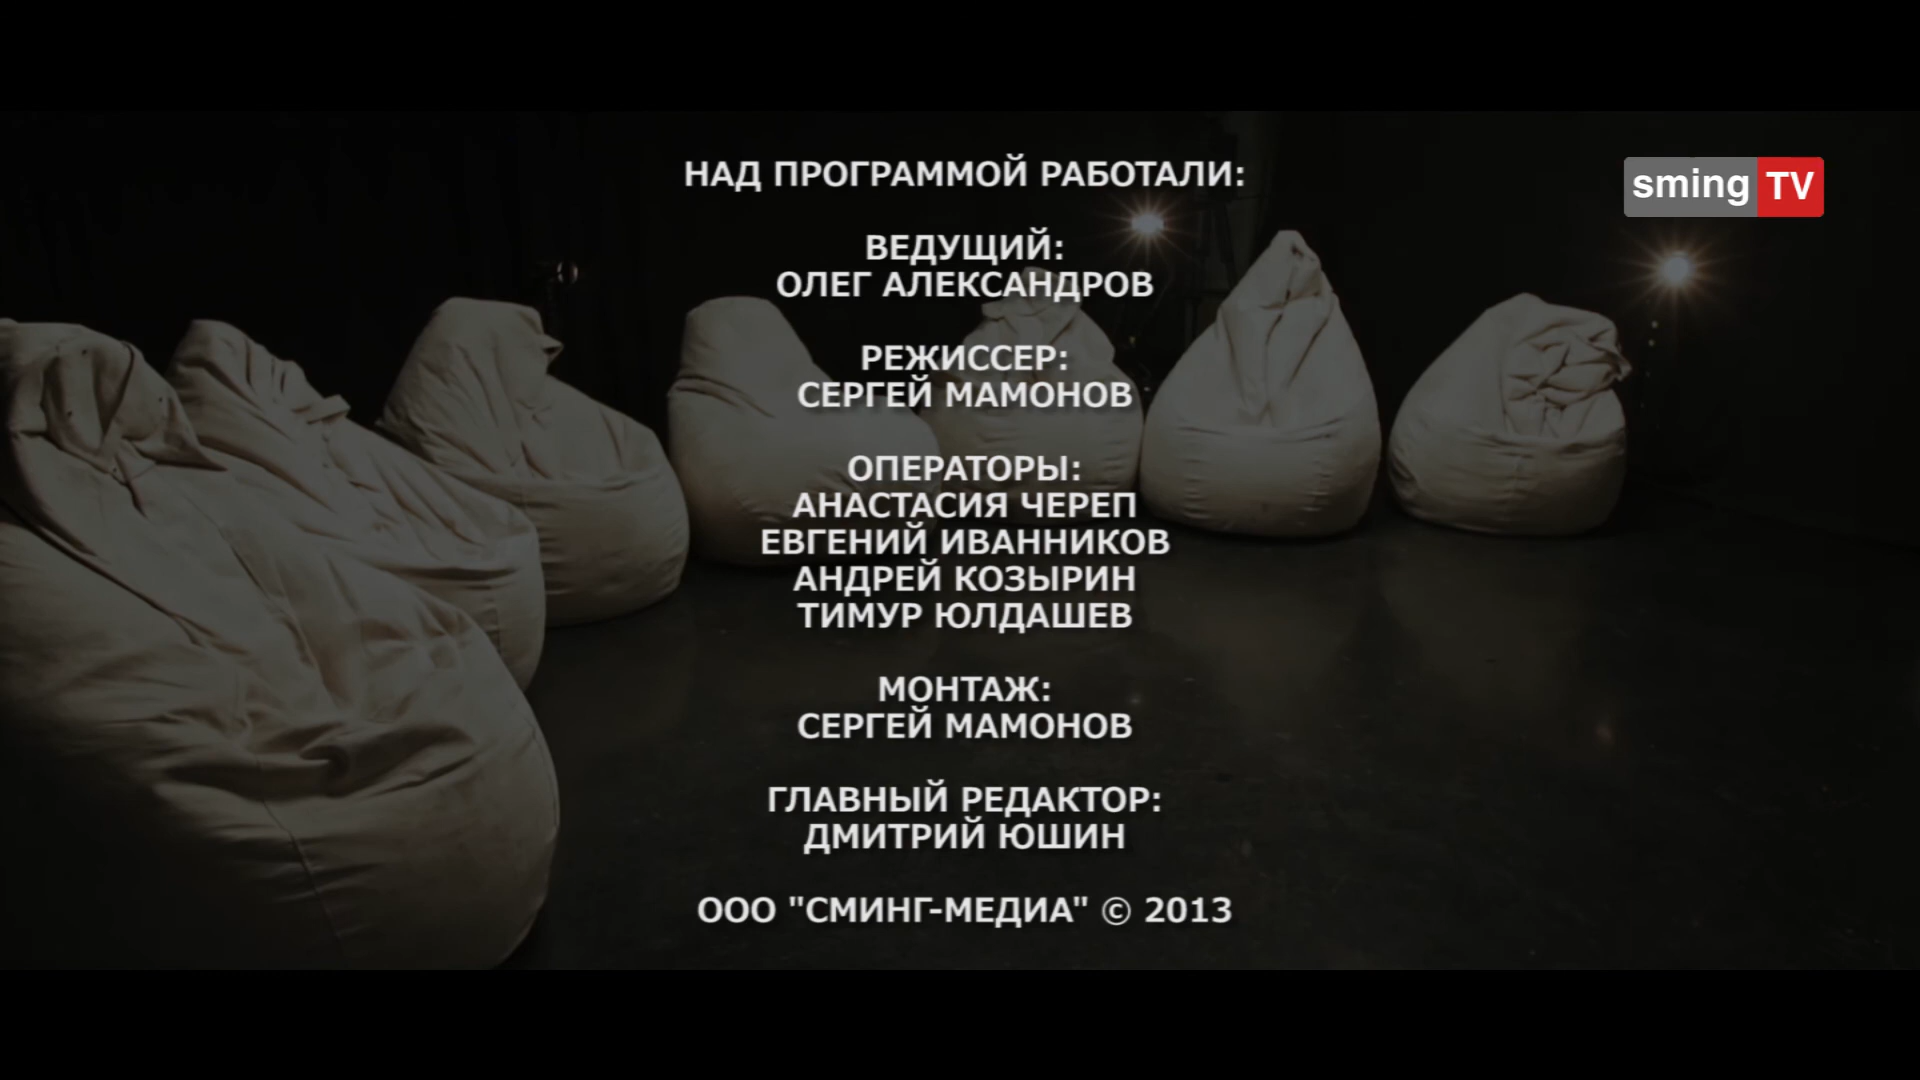 НАД ПРОГРАММОЙ РАБОТАЛИ:
sming TV
ВЕДУЩИЙ:
ОЛЕГ АЛЕКСАНДРОВ
РЕЖИССЕР:
СЕРГЕЙ МАМОНОВ
ОПЕРАТОРЫ:
АНАСТАСИЯ ЧЕРЕП
ЕВГЕНИЙ ИВАННИКОВ
АНДРЕЙ КОЗЫРИН
ТИМУР ЮЛДАШЕВ
МОНТАЖ:
СЕРГЕЙ МАМОНОВ
ГЛАВНЫЙ РЕДАКТОР:
ДМИТРИЙ ЮШИН
ООО "СМИНГ-МЕДИА" © 2013